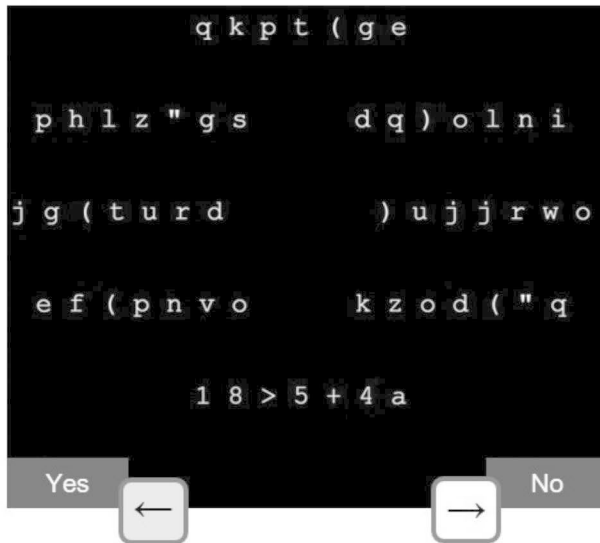 q k p t ( g e
p h l z " g s d q ) o l n i
j g ( t u r d ) u j j r w o
e f ( p n v o k z o d ( " q
1 8 > 5 + 4 a
Yes ← → No